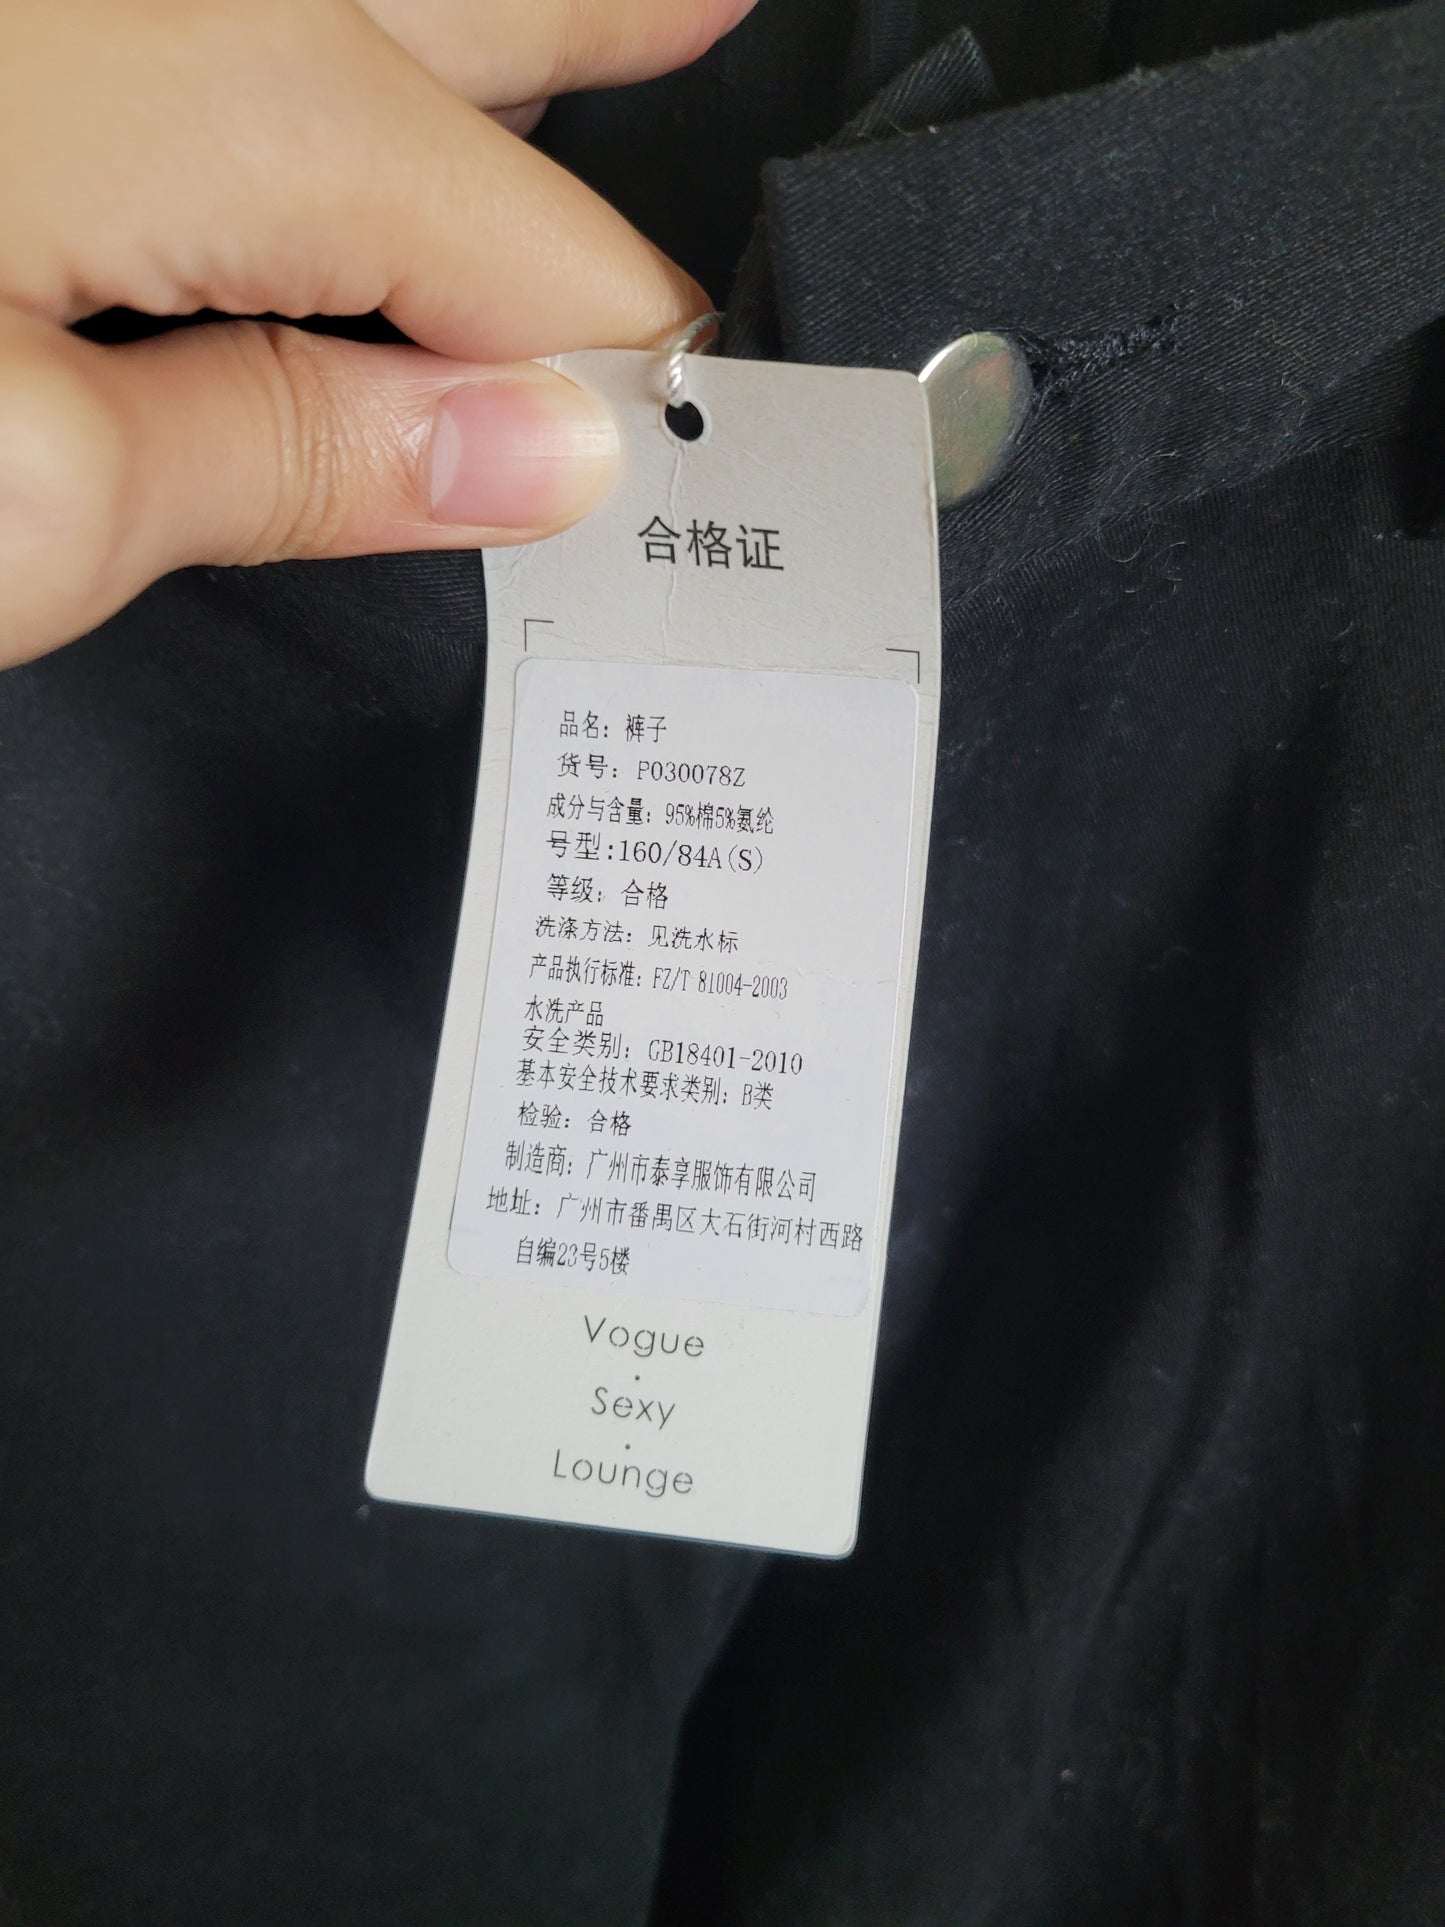 合格证
品名：裤子
货号：P030078Z
成分与含量：95%棉5%氨纶
号型:160/84A(S)
等级：合格
洗涤方法：见洗水标
产品执行标准：FZ/T 81004-2003
水洗产品
安全类别：GB18401-2010
基本安全技术要求类别：B类
检验：合格
制造商：广州市泰享服饰有限公司
地址：广州市番禺区大石街河村西路
自编23号5楼
Vogue
·
Sexy
·
Lounge